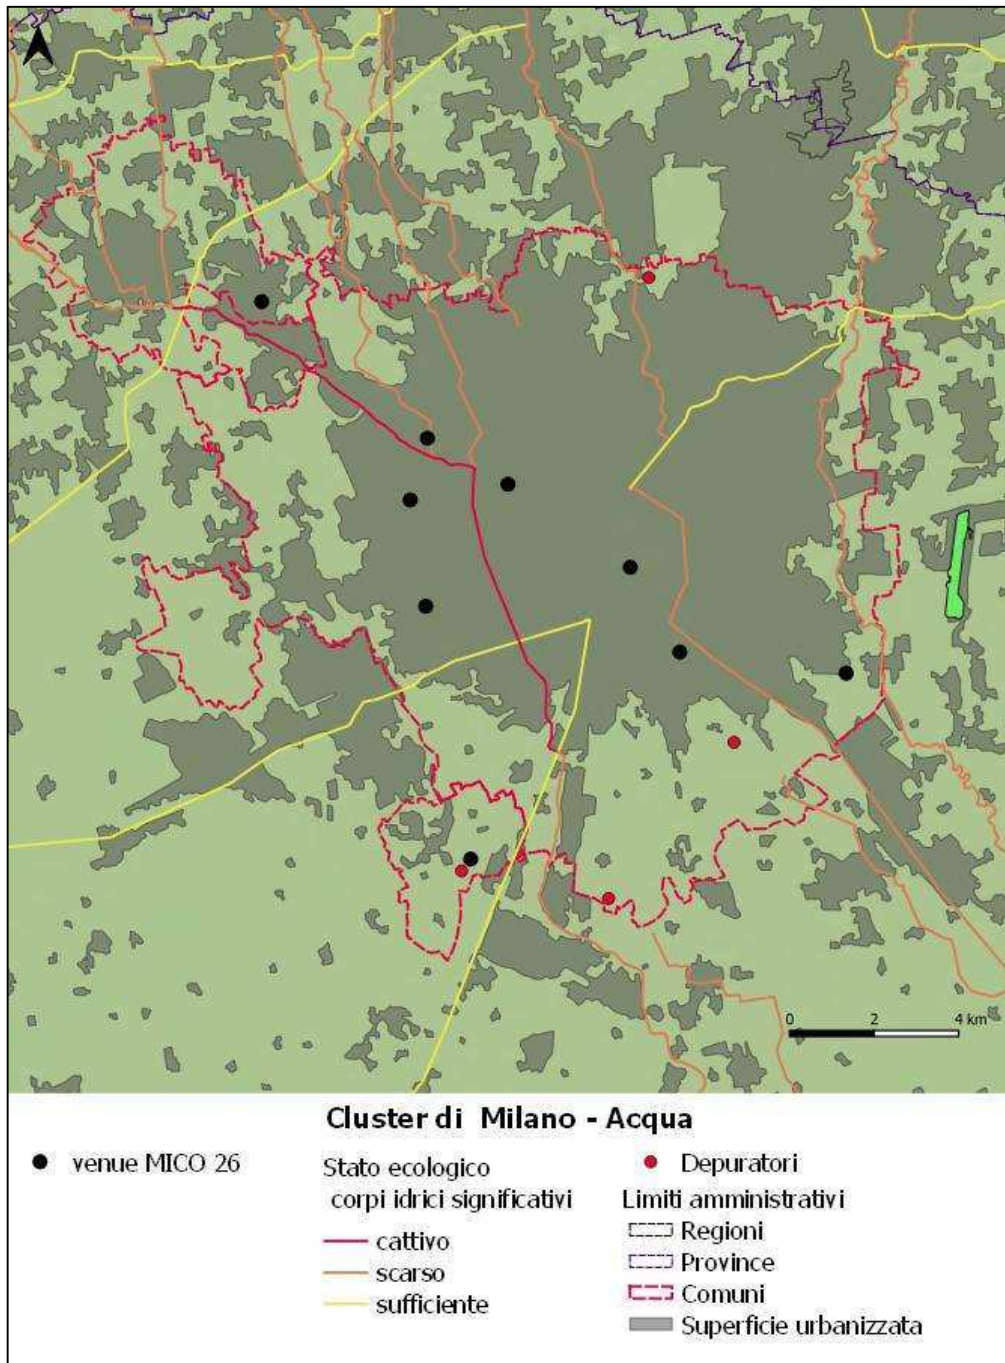 0 2 4 km
Cluster di Milano - Acqua
venue MICO 26
Stato ecologico
corpi idrici significativi
cattivo
scarso
sufficiente
Depuratori
Limiti amministrativi
Regioni
Province
Comuni
Superficie urbanizzata